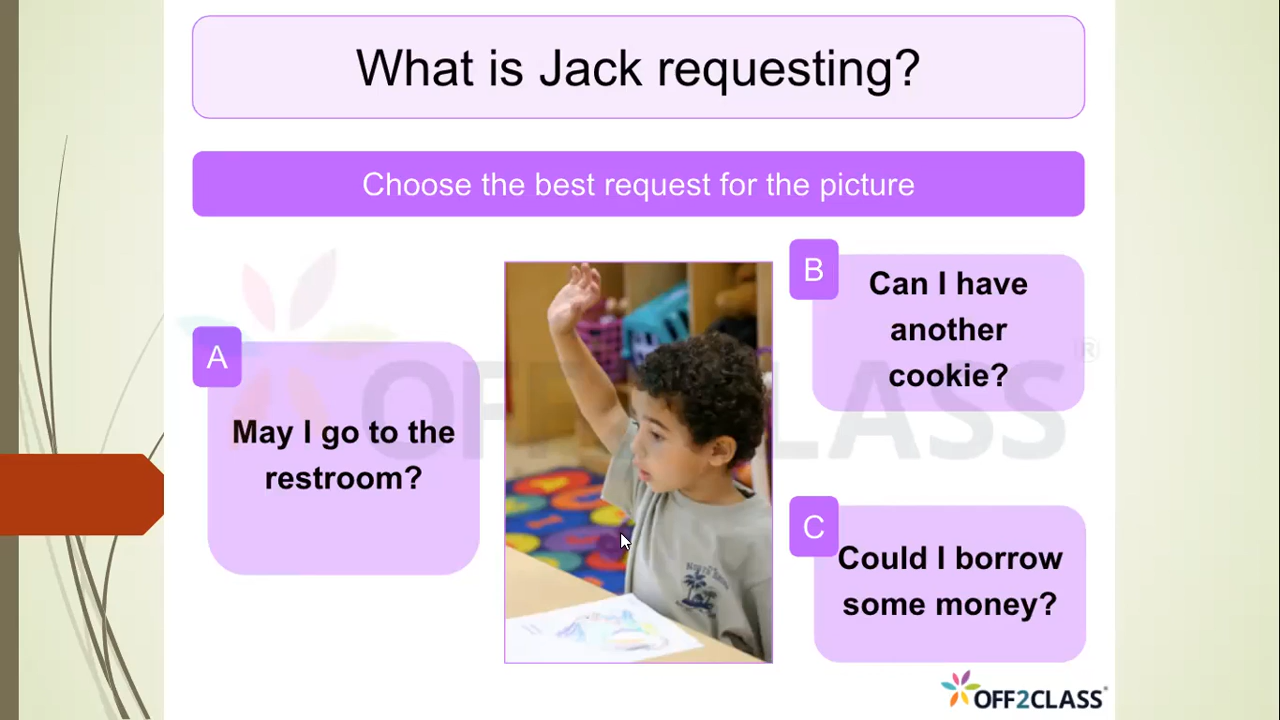 What is Jack requesting?
Choose the best request for the picture
A
May I go to the
restroom?
B
Can I have
another
cookie?
C
Could I borrow
some money?
OFF2CLASS®
OFF2CLASS®